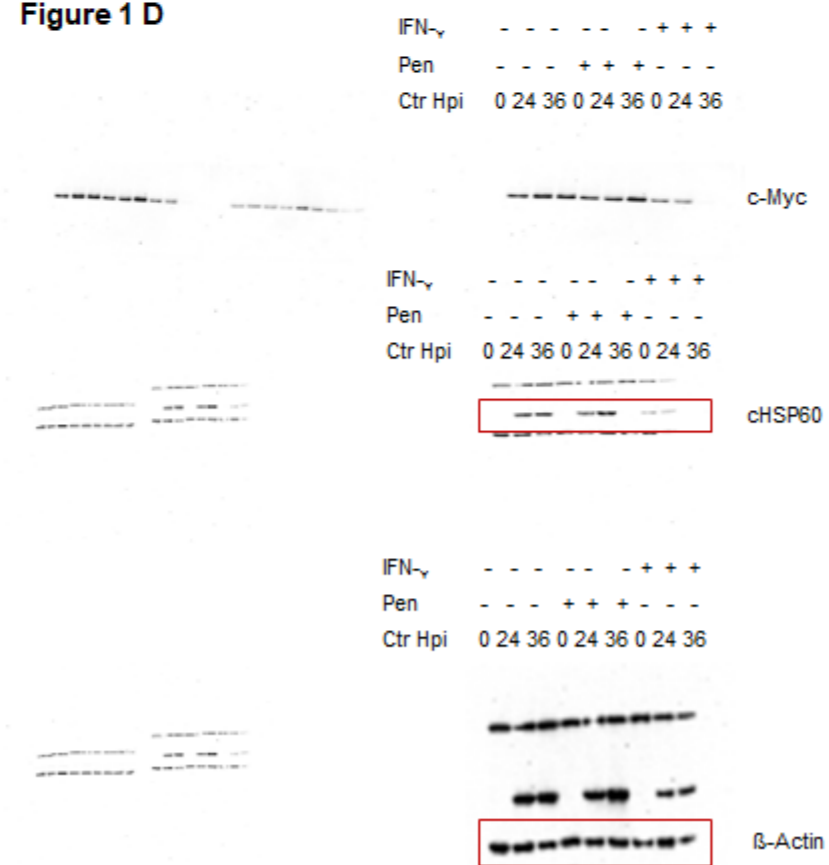 Figure 1 D
IFN-ᵧ - - - - - - + + +
Pen - - - + + + - - -
Ctr Hpi 0 24 36 0 24 36 0 24 36
c-Myc
IFN-ᵧ - - - - - - + + +
Pen - - - + + + - - -
Ctr Hpi 0 24 36 0 24 36 0 24 36
cHSP60
IFN-ᵧ - - - - - - + + +
Pen - - - + + + - - -
Ctr Hpi 0 24 36 0 24 36 0 24 36
ß-Actin